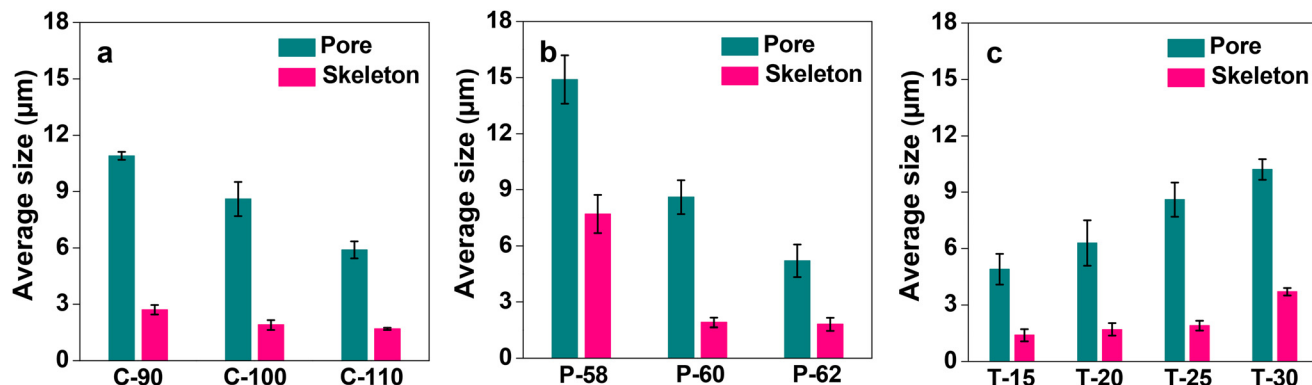 a
Pore
Skeleton
Average size (μm)
18
15
12
9
6
3
0
C-90 C-100 C-110
b
Pore
Skeleton
Average size (μm)
18
15
12
9
6
3
0
P-58 P-60 P-62
c
Pore
Skeleton
Average size (μm)
18
15
12
9
6
3
0
T-15 T-20 T-25 T-30